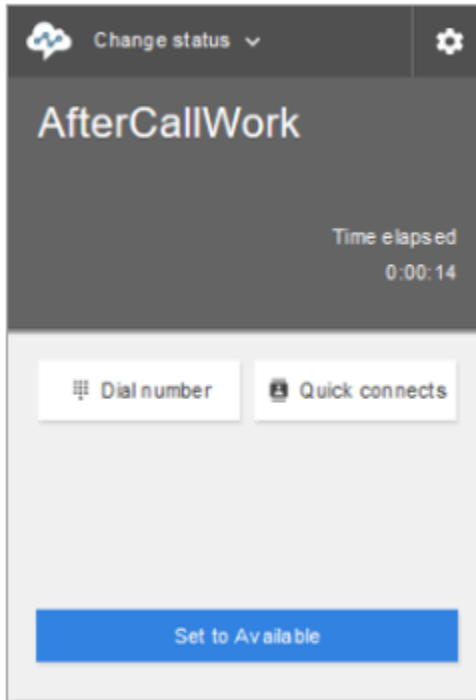 Change status
AfterCallWork
Time elapsed
0:00:14
Dial number
Quick connects
Set to Available